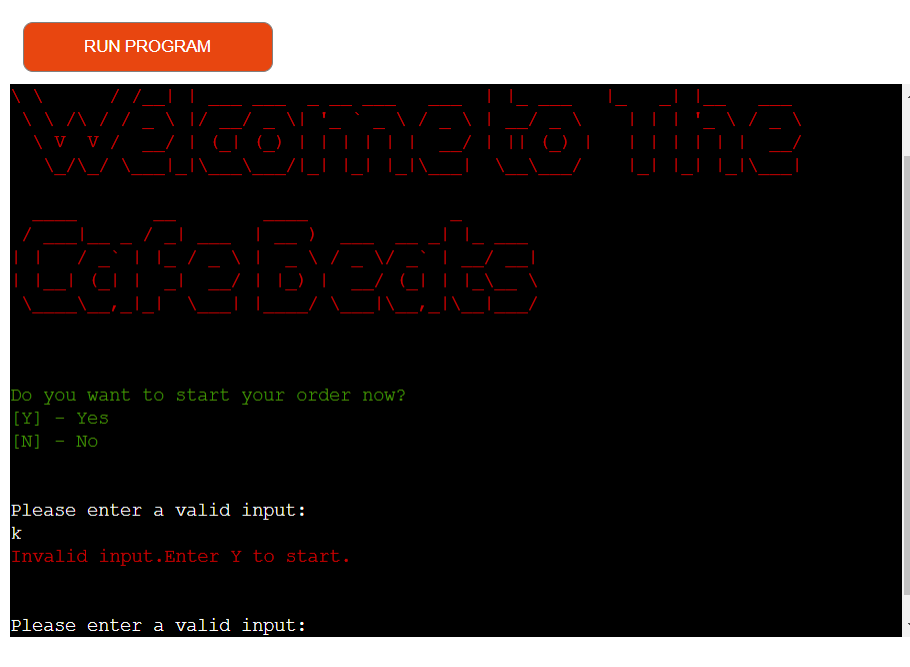 RUN PROGRAM
Welcome to The
Cafe Beats
Do you want to start your order now?
[Y] - Yes
[N] - No
Please enter a valid input:
k
Invalid input.Enter Y to start.
Please enter a valid input: